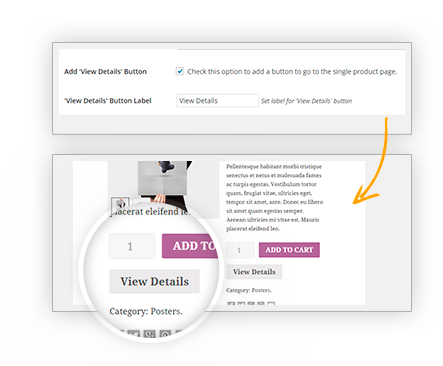 Add 'View Details' Button
Check this option to add a button to go to the single product page.
'View Details' Button Label
View Details
Set label for 'View Details' button
Pellentesque habitant morbi tristique
senectus et netus et malesuada fames
ac turpis egestas. Vestibulum tortor
quam, feugiat vitae, ultricies eget,
tempor sit amet, ante. Donec eu libero
sit amet quam egestas semper.
Aenean ultricies mi vitae est. Mauris
placerat eleifend leo.
1
ADD TO CART
View Details
Category: Posters.
placerat eleifend le
1
ADD TO
View Details
Category: Posters.